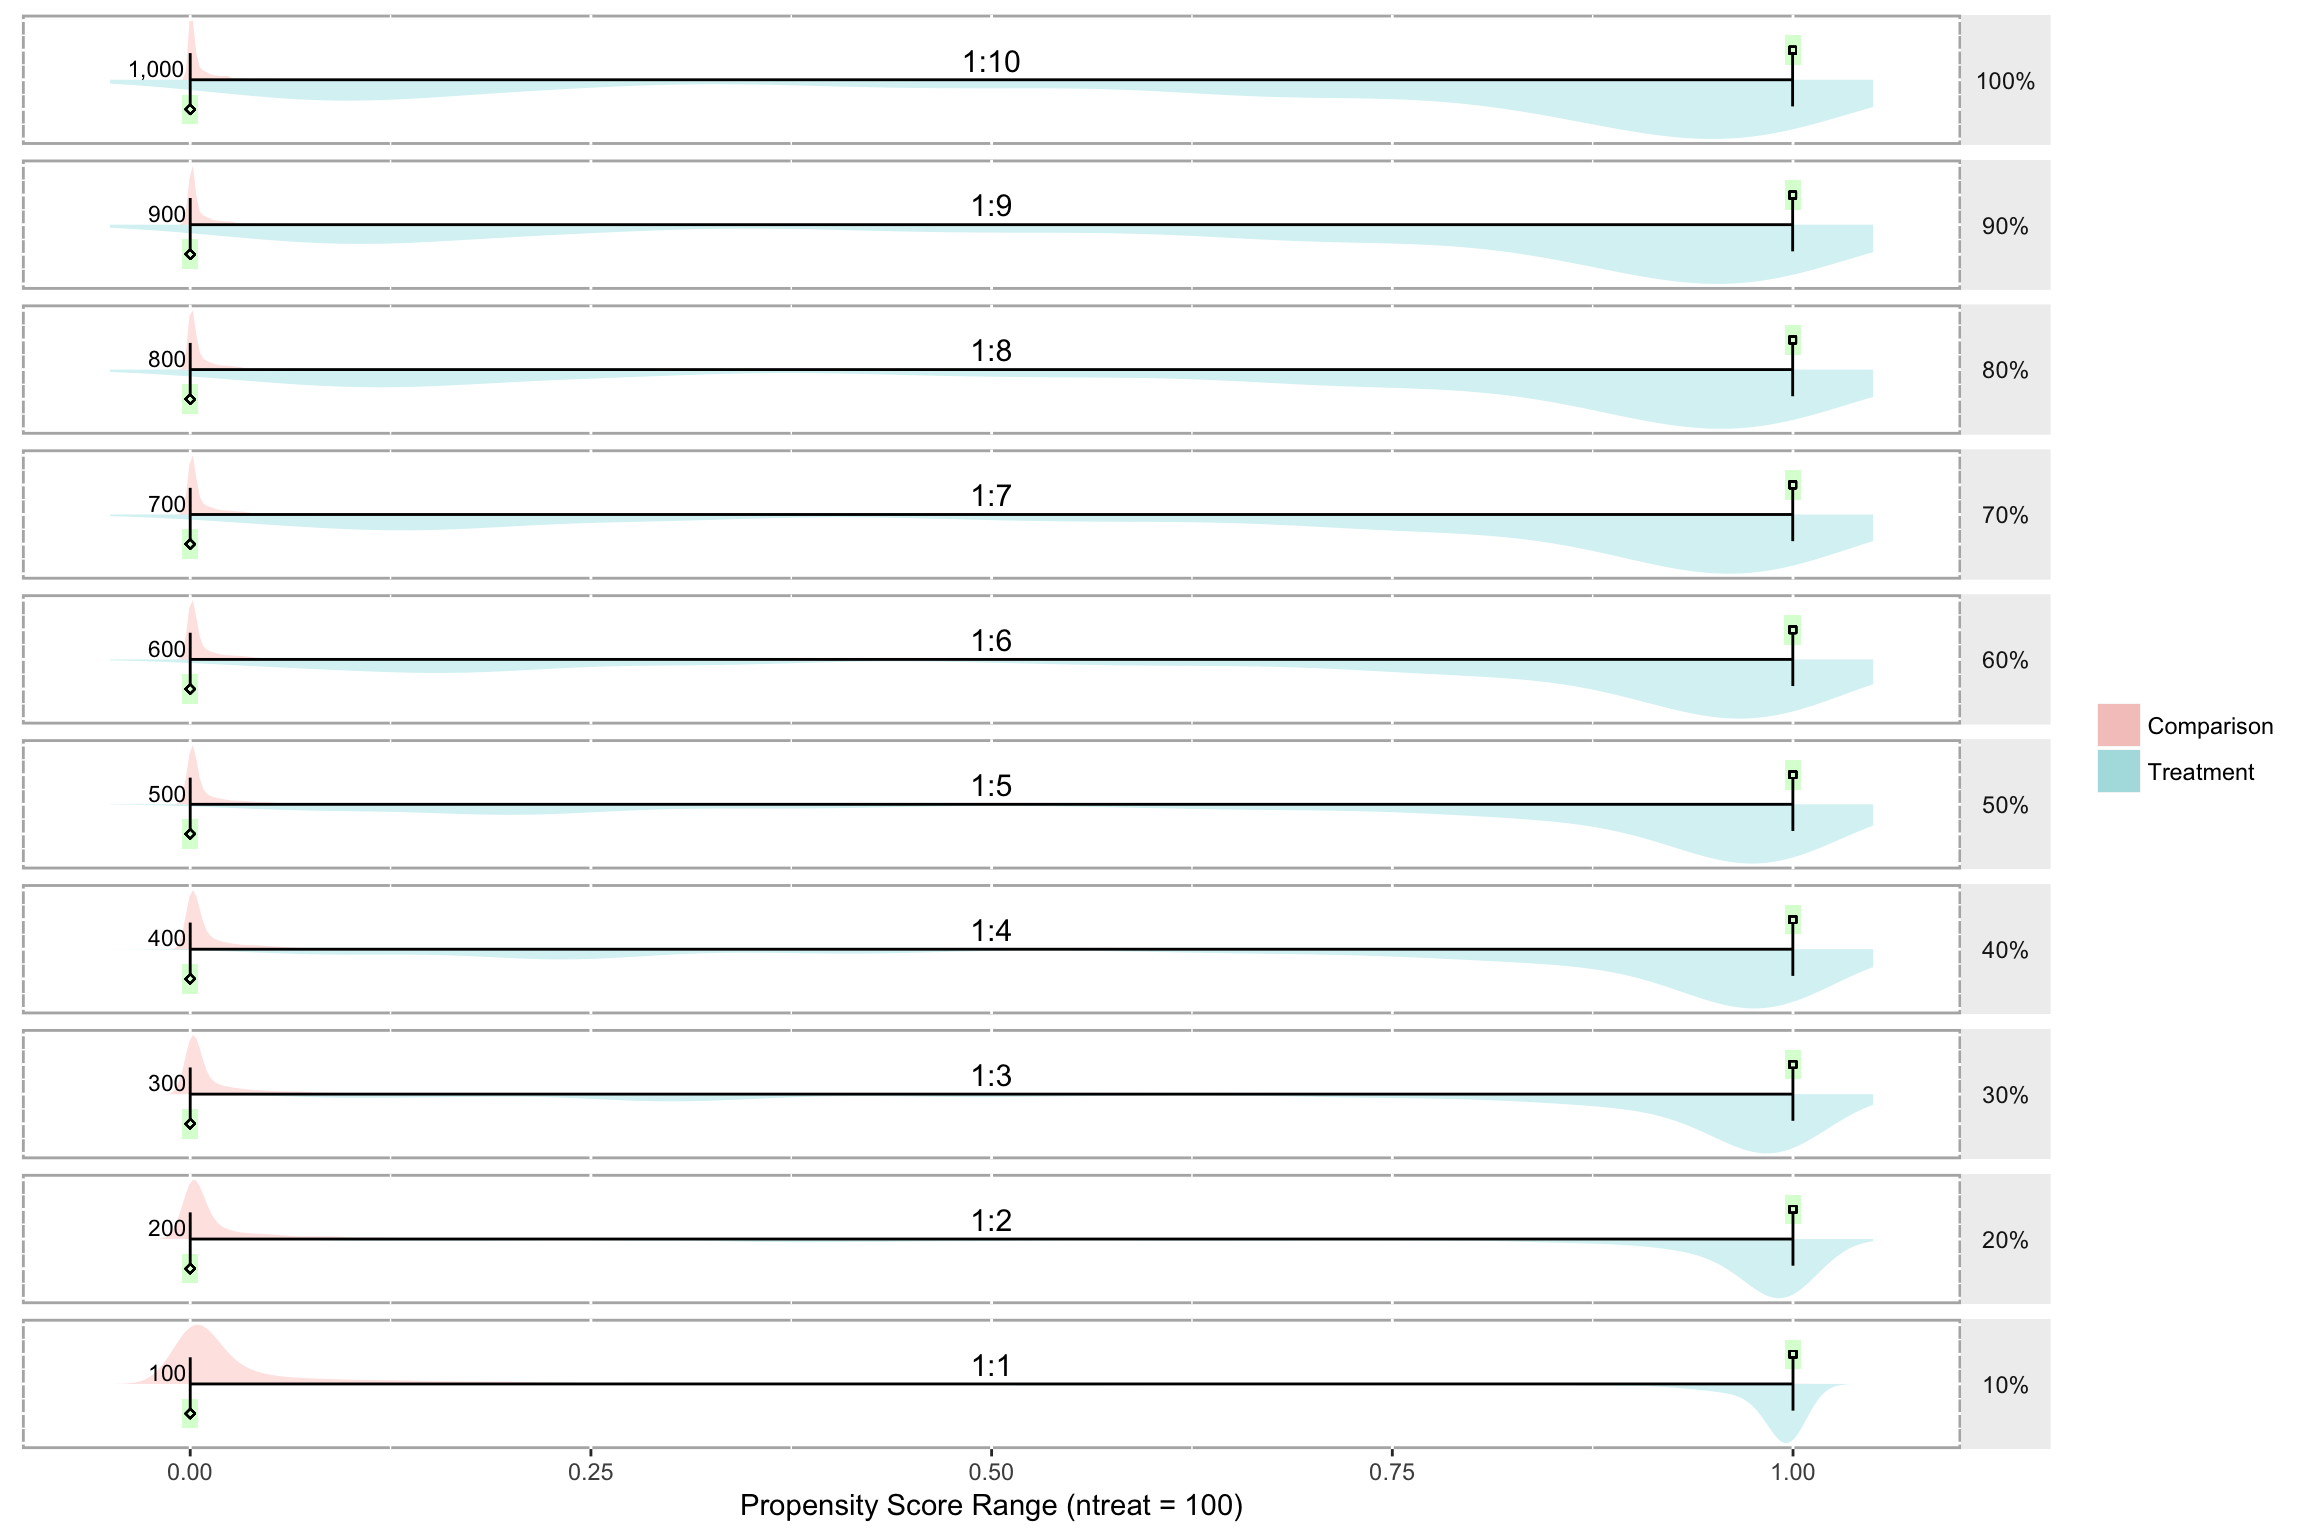 1,000 1:10 100%
900 1:9 90%
800 1:8 80%
700 1:7 70%
600 1:6 60%
500 1:5 50%
400 1:4 40%
300 1:3 30%
200 1:2 20%
100 1:1 10%
0.00 0.25 0.50 0.75 1.00
Propensity Score Range (ntreat = 100)
Comparison
Treatment